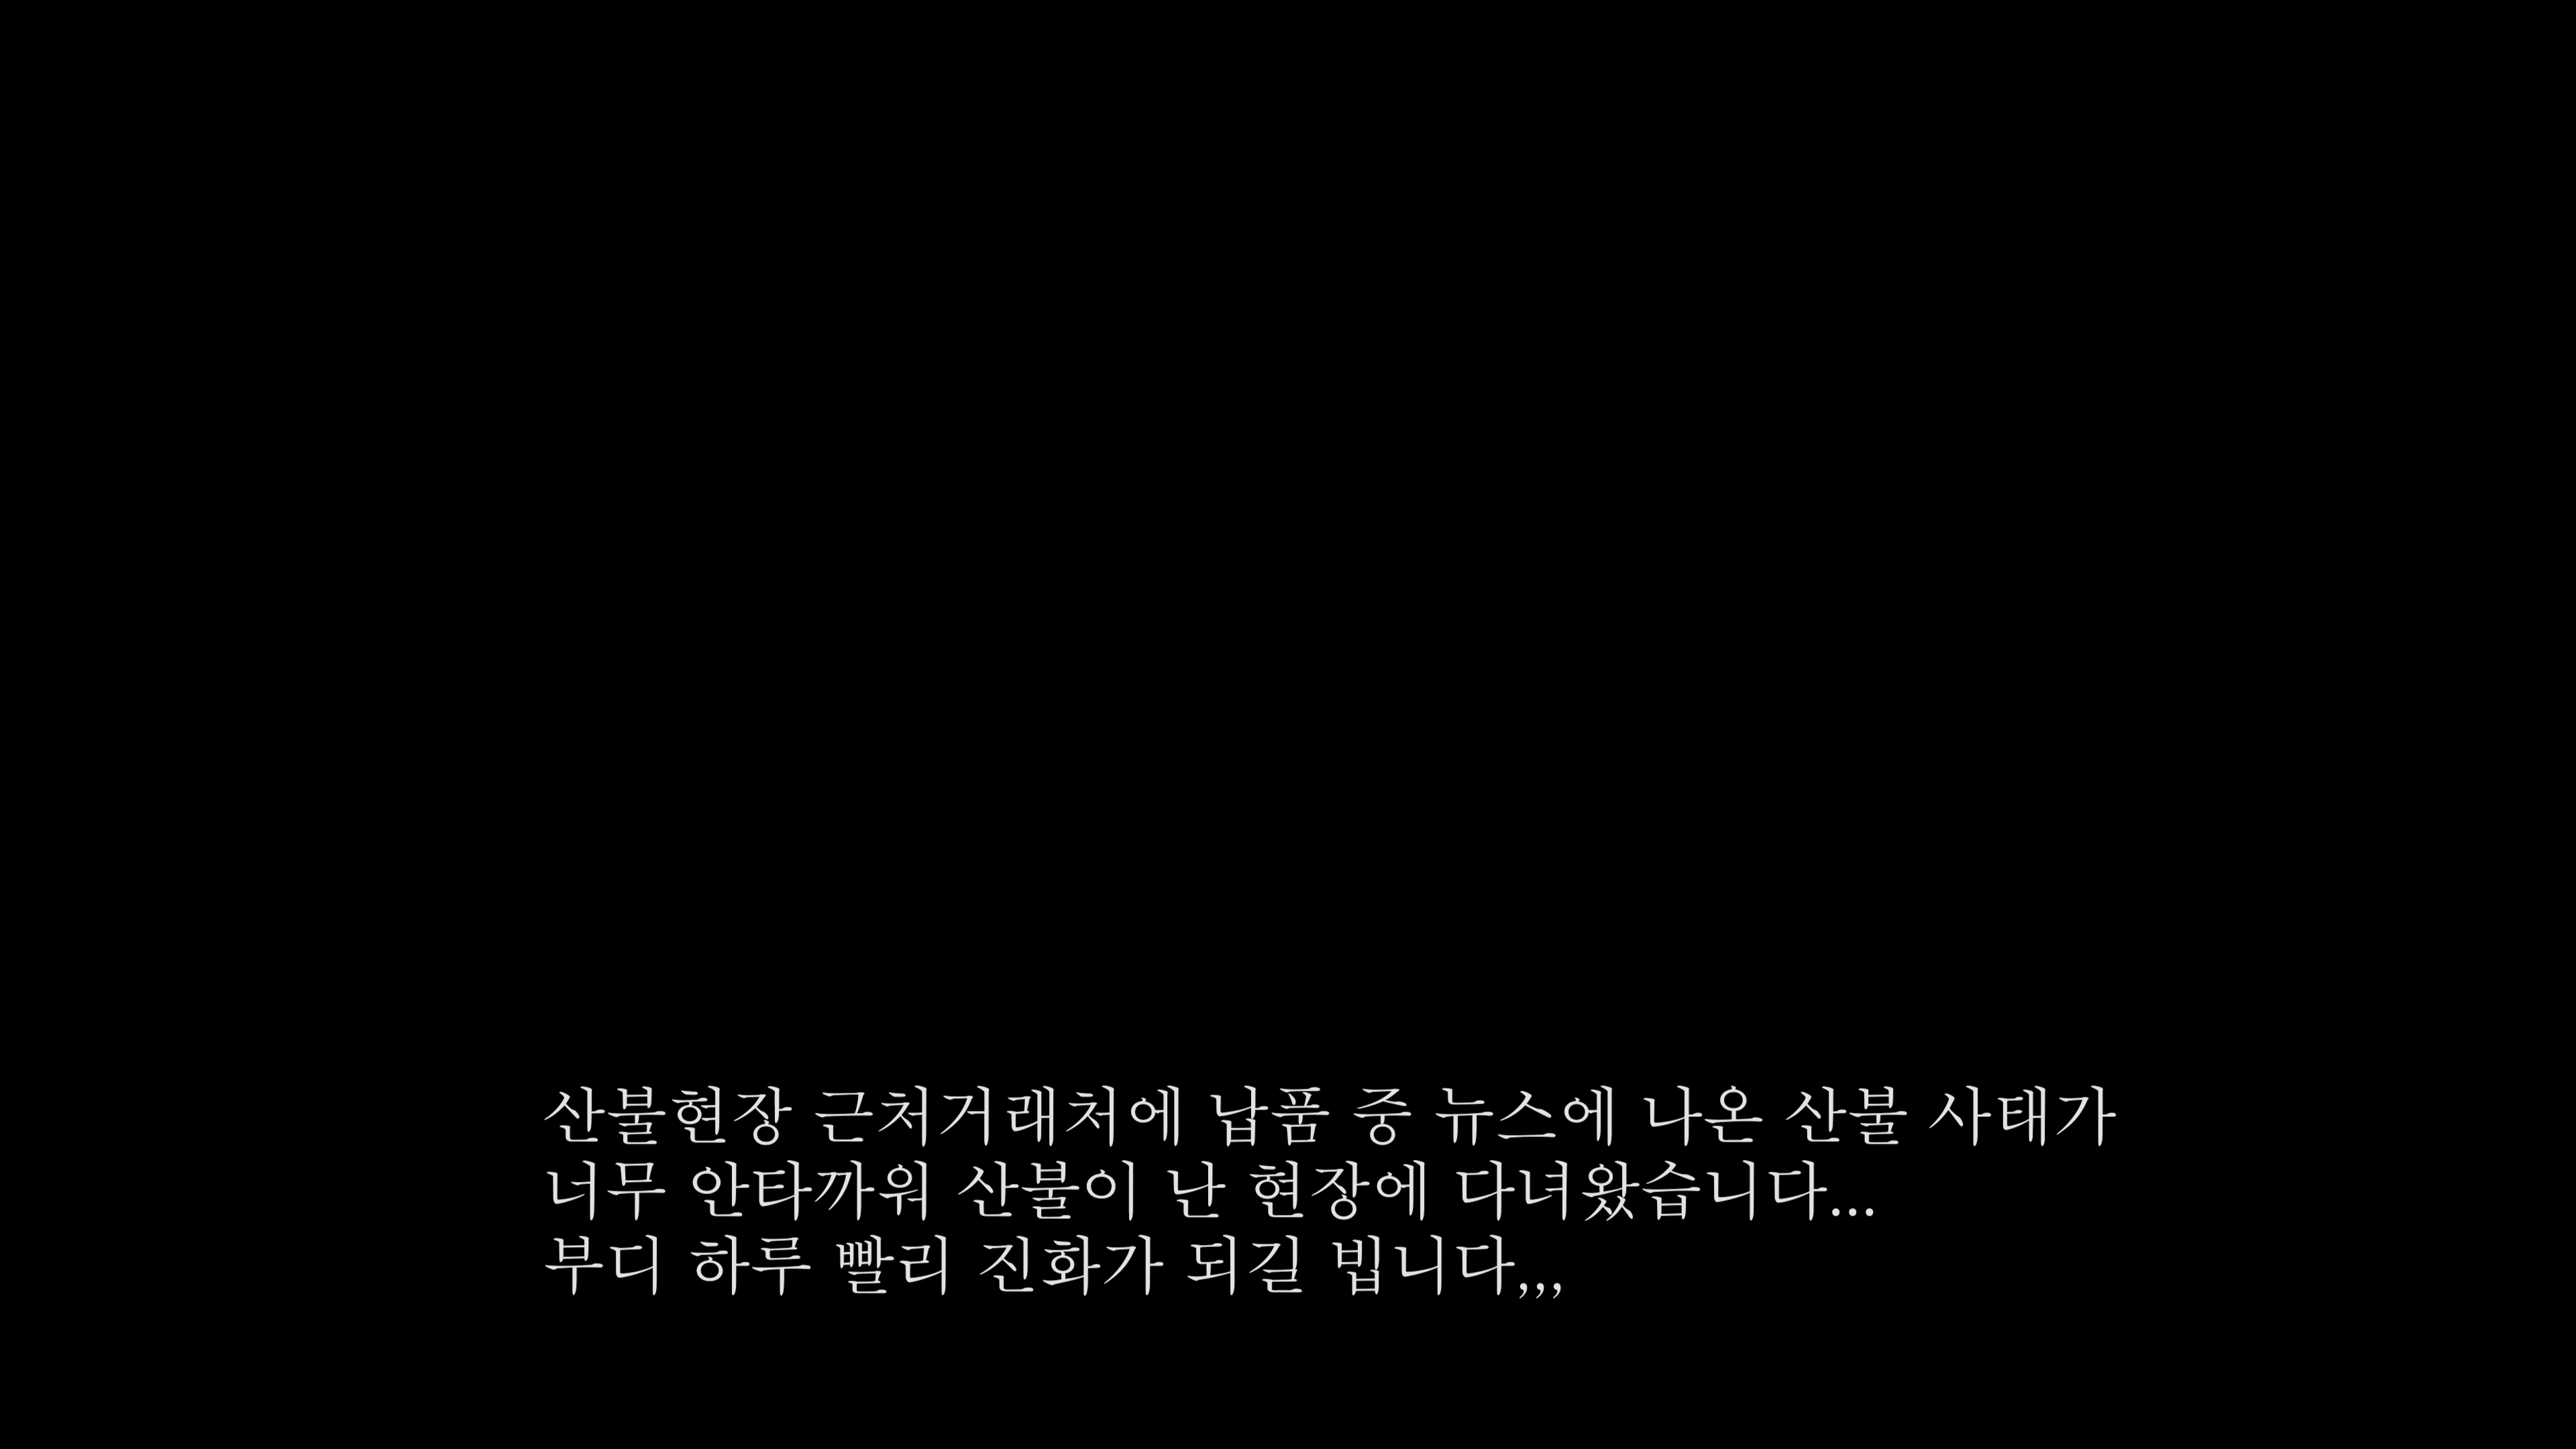 산불현장 근처거래처에 납품 중 뉴스에 나온 산불 사태가
너무 안타까워 산불이 난 현장에 다녀왔습니다...
부디 하루 빨리 진화가 되길 빕니다,,,